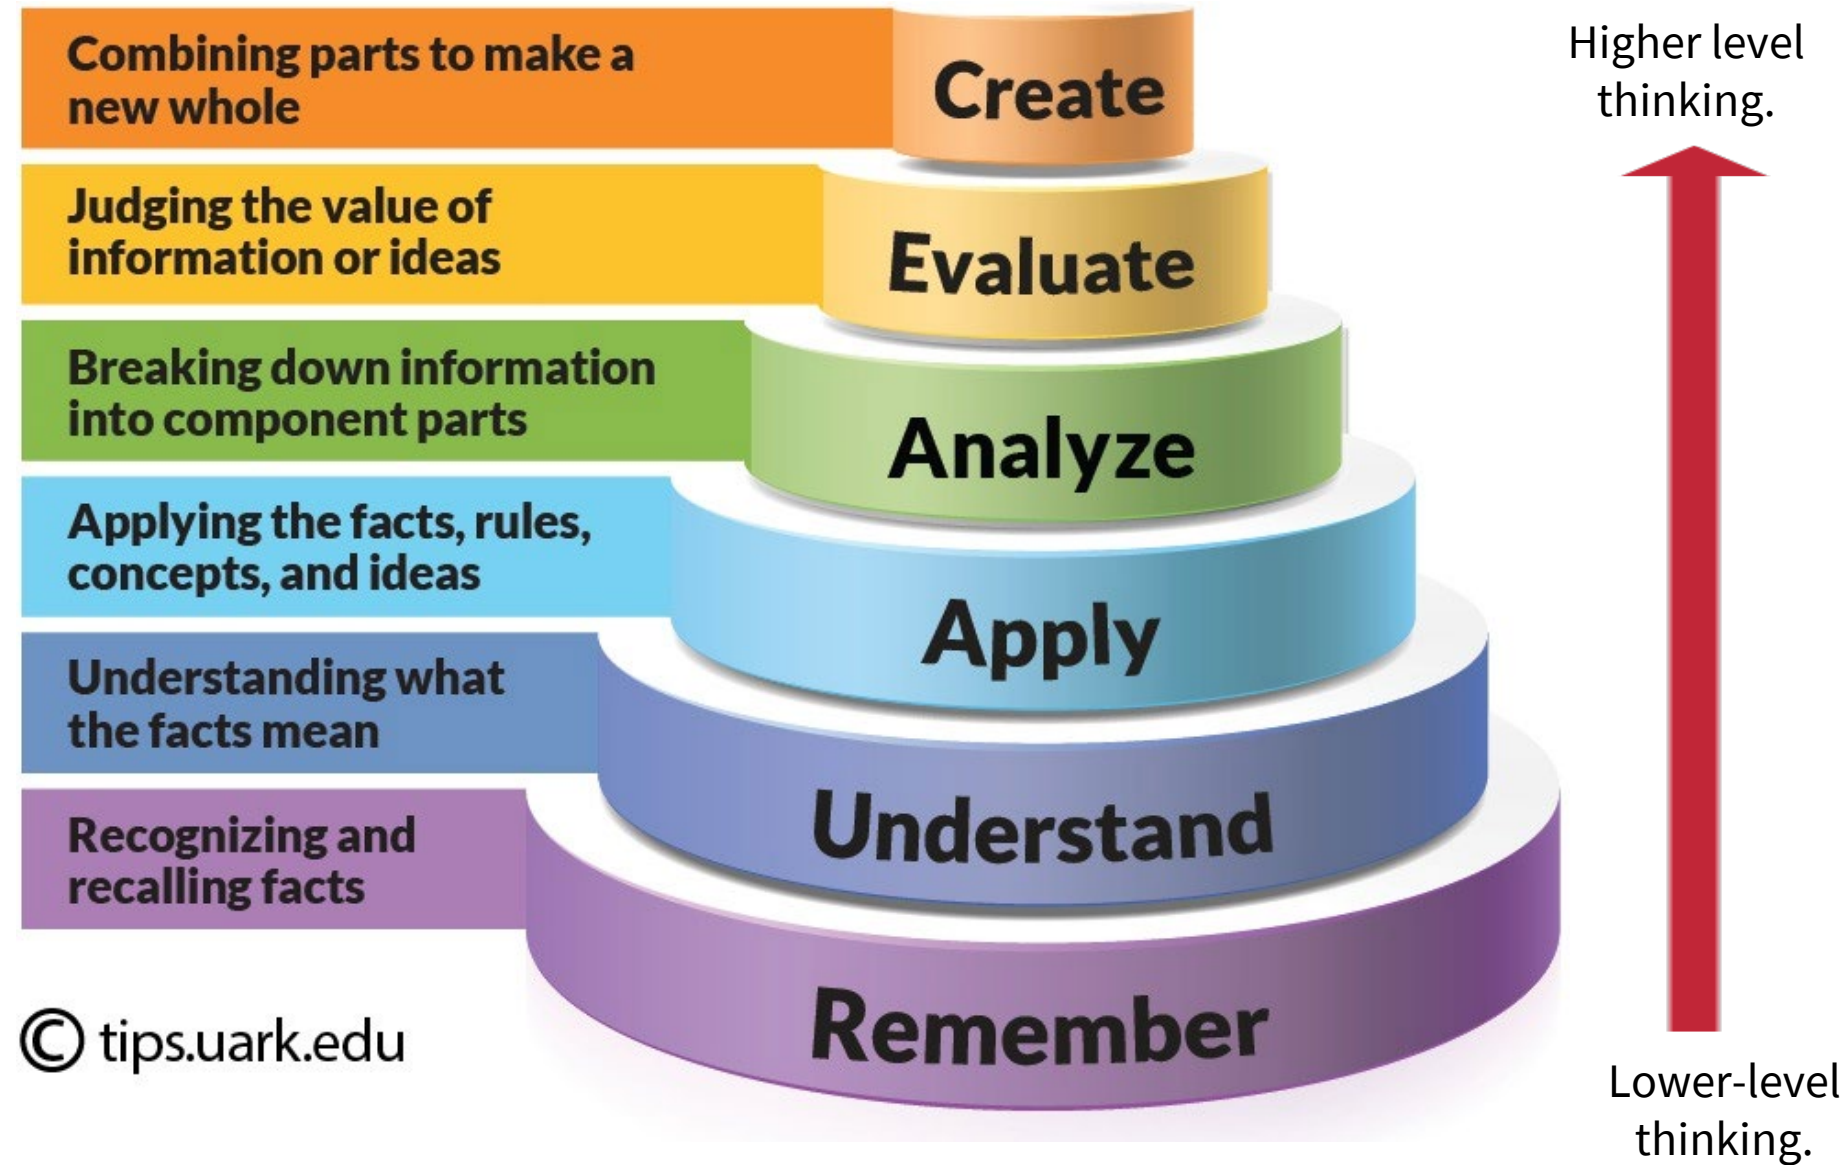 Combining parts to make a
new whole
Create
Higher level
thinking.
Judging the value of
information or ideas
Evaluate
Breaking down information
into component parts
Analyze
Applying the facts, rules,
concepts, and ideas
Apply
Understanding what
the facts mean
Understand
Recognizing and
recalling facts
Remember
© tips.uark.edu
Lower-level
thinking.